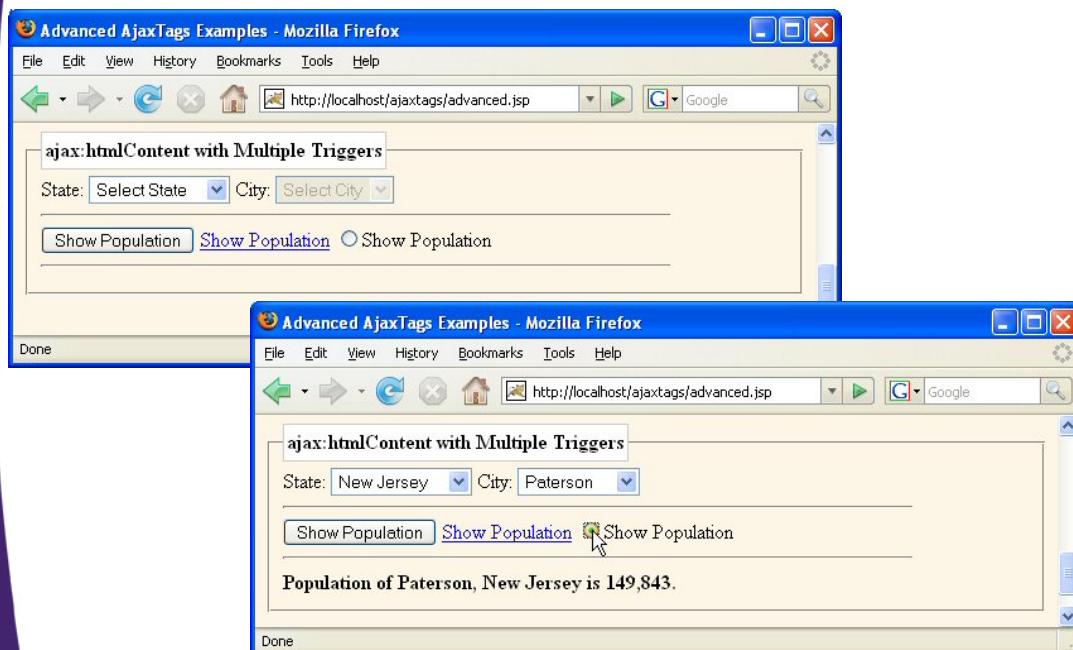 Advanced AjaxTags Examples - Mozilla Firefox
File Edit View History Bookmarks Tools Help
http://localhost/ajaxtags/advanced.jsp G Google
ajax:htmlContent with Multiple Triggers
State: Select State City: Select City
Show Population Show Population Show Population
Done
Advanced AjaxTags Examples - Mozilla Firefox
File Edit View History Bookmarks Tools Help
http://localhost/ajaxtags/advanced.jsp G Google
ajax:htmlContent with Multiple Triggers
State: New Jersey City: Paterson
Show Population Show Population Show Population
Population of Paterson, New Jersey is 149,843.
Done